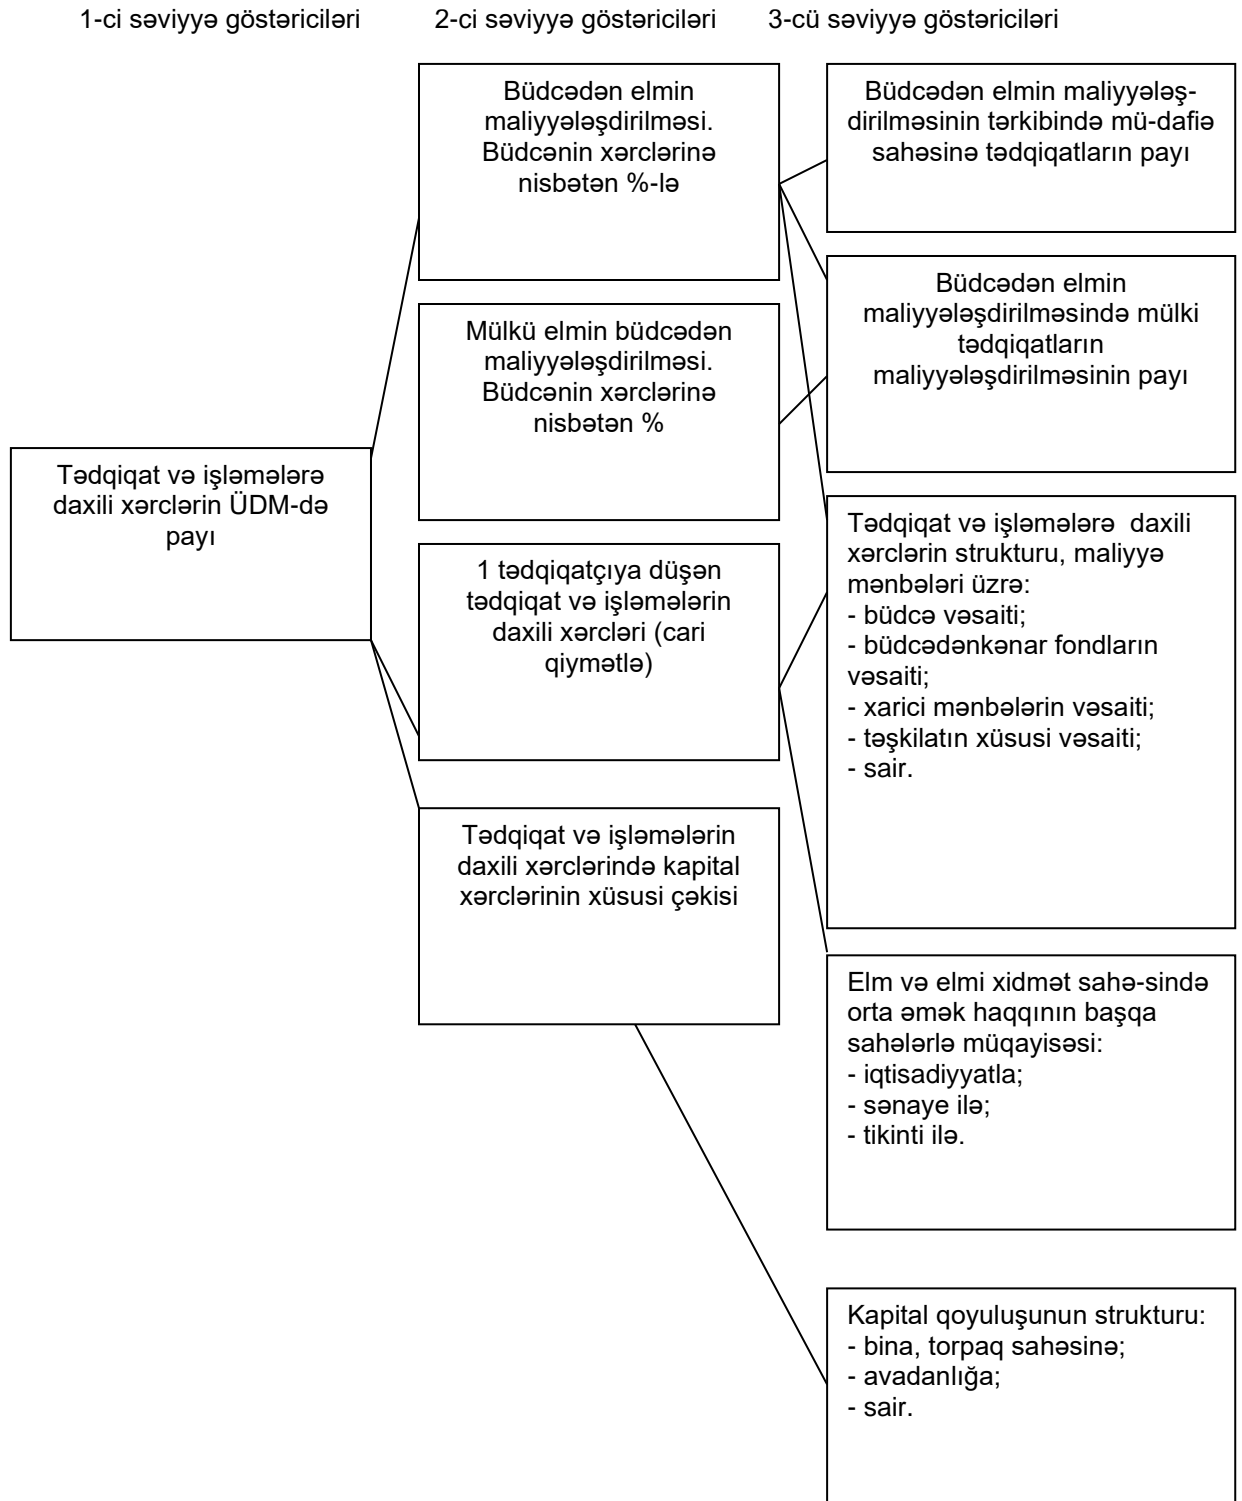 1-ci səviyyə göstəriciləri 2-ci səviyyə göstəriciləri 3-cü səviyyə göstəriciləri
Tədqiqat və işləmələrə
daxili xərclərin ÜDM-də
payı
Büdcədən elmin
maliyyələşdirilməsi.
Büdcənin xərclərinə
nisbətən %-lə
Mülkü elmin büdcədən
maliyyələşdirilməsi.
Büdcənin xərclərinə
nisbətən %
1 tədqiqatçıya düşən
tədqiqat və işləmələrin
daxili xərcləri (cari
qiymətlə)
Tədqiqat və işləmələrin
daxili xərclərində kapital
xərclərinin xüsusi çəkisi
Büdcədən elmin maliyyələş-
dirilməsinin tərkibində mü-dafiə
sahəsinə tədqiqatların payı
Büdcədən elmin
maliyyələşdirilməsində mülki
tədqiqatların
maliyyələşdirilməsinin payı
Tədqiqat və işləmələrə  daxili
xərclərin strukturu, maliyyə
mənbələri üzrə:
- büdcə vəsaiti;
- büdcədənkənar fondların
vəsaiti;
- xarici mənbələrin vəsaiti;
- təşkilatın xüsusi vəsaiti;
- sair.
Elm və elmi xidmət sahə-sində
orta əmək haqqının başqa
sahələrlə müqayisəsi:
- iqtisadiyyatla;
- sənaye ilə;
- tikinti ilə.
Kapital qoyuluşunun strukturu:
- bina, torpaq sahəsinə;
- avadanlığa;
- sair.